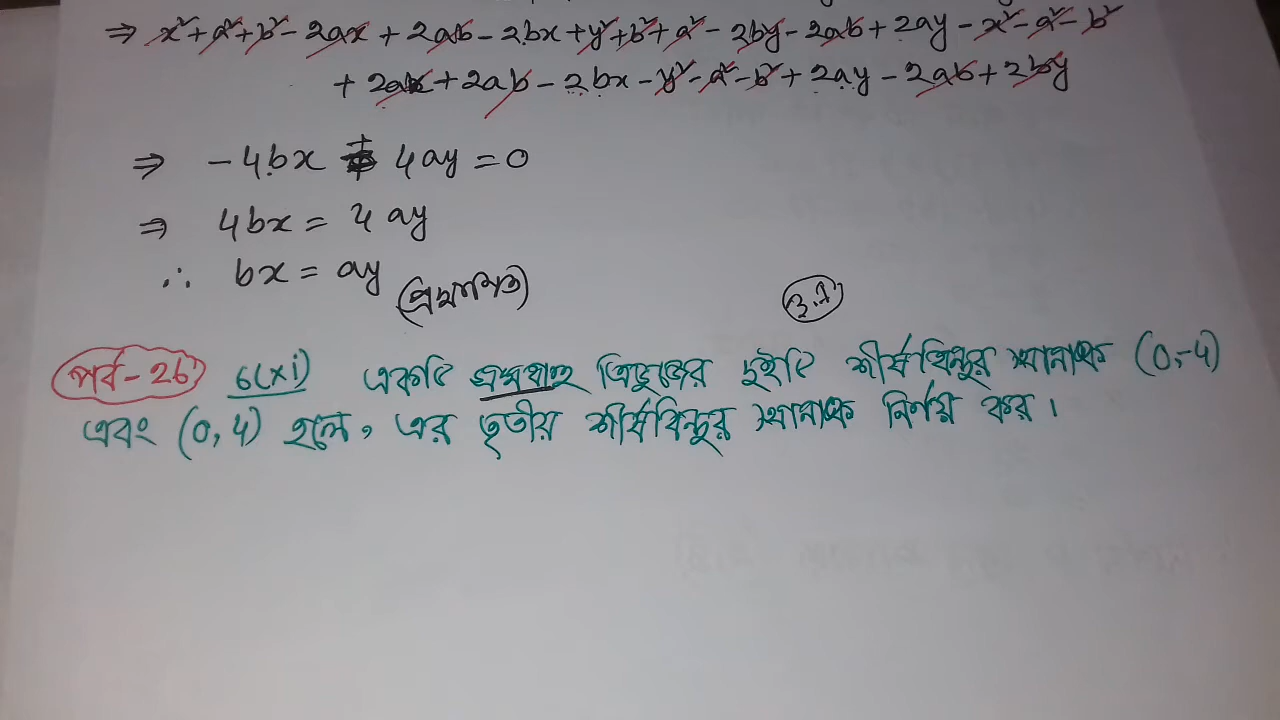 ⇒ x²+a²+b²-2ax+2ab-2bx+y²+b²+a²-2by-2ab+2ay-x²-a²-b²
+2ax+2ab-2bx-y²-a²-b²+2ay-2ab+2by
⇒ -4bx + 4ay = 0
⇒ 4bx = 4ay
∴ bx = ay (প্রমাণিত)
3.1
পর্ব-26 6(xi) একটি সমবাহু ত্রিভুজের দুইটি শীর্ষবিন্দুর স্থানাঙ্ক (0,-4)
এবং (0,4) হলে, এর তৃতীয় শীর্ষবিন্দুর স্থানাঙ্ক নির্ণয় কর।